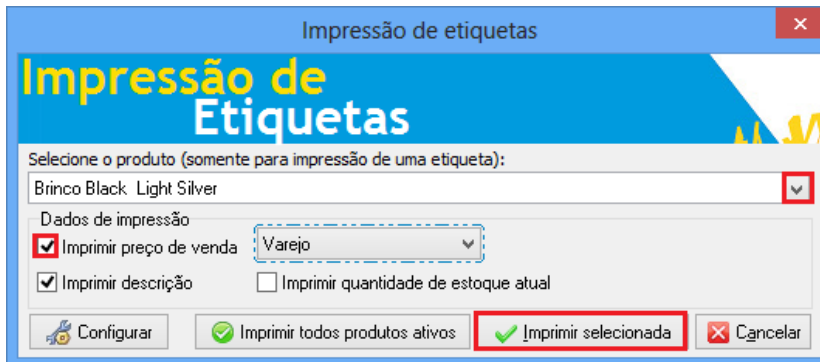 Impressão de etiquetas
Impressão de
Etiquetas
Selecione o produto (somente para impressão de uma etiqueta):
Brinco Black  Light Silver
Dados de impressão
Imprimir preço de venda Varejo
Imprimir descrição Imprimir quantidade de estoque atual
Configurar Imprimir todos produtos ativos Imprimir selecionada Cancelar